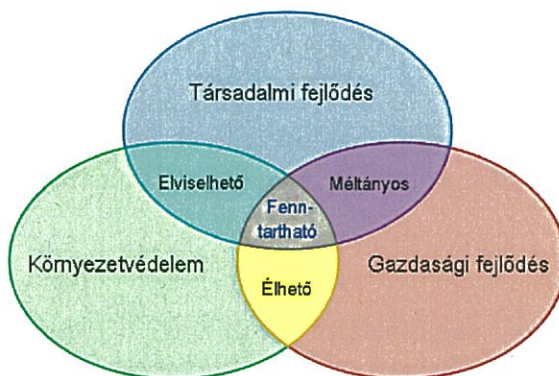 Társadalmi fejlődés
Elviselhető
Méltányos
Fenn-
tartható
Környezetvédelem
Gazdasági fejlődés
Élhető